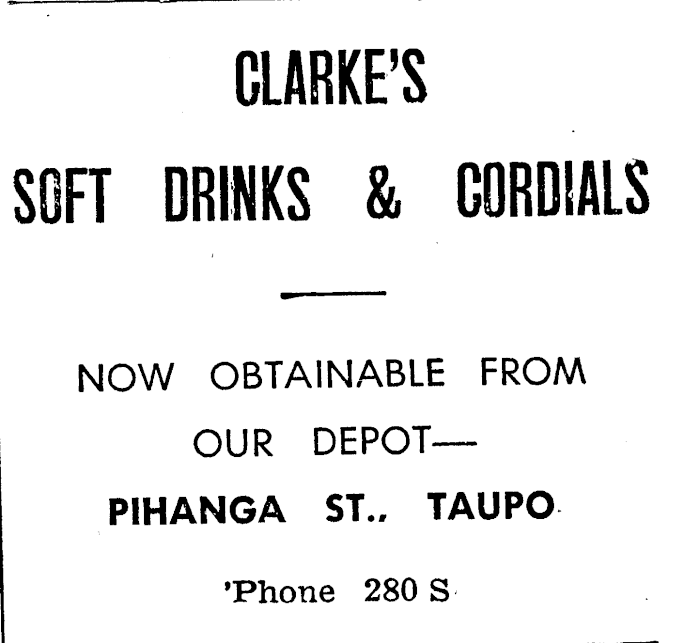 CLARKE'S
SOFT DRINKS & CORDIALS
NOW OBTAINABLE FROM
OUR DEPOT—
PIHANGA ST., TAUPO
'Phone 280 S